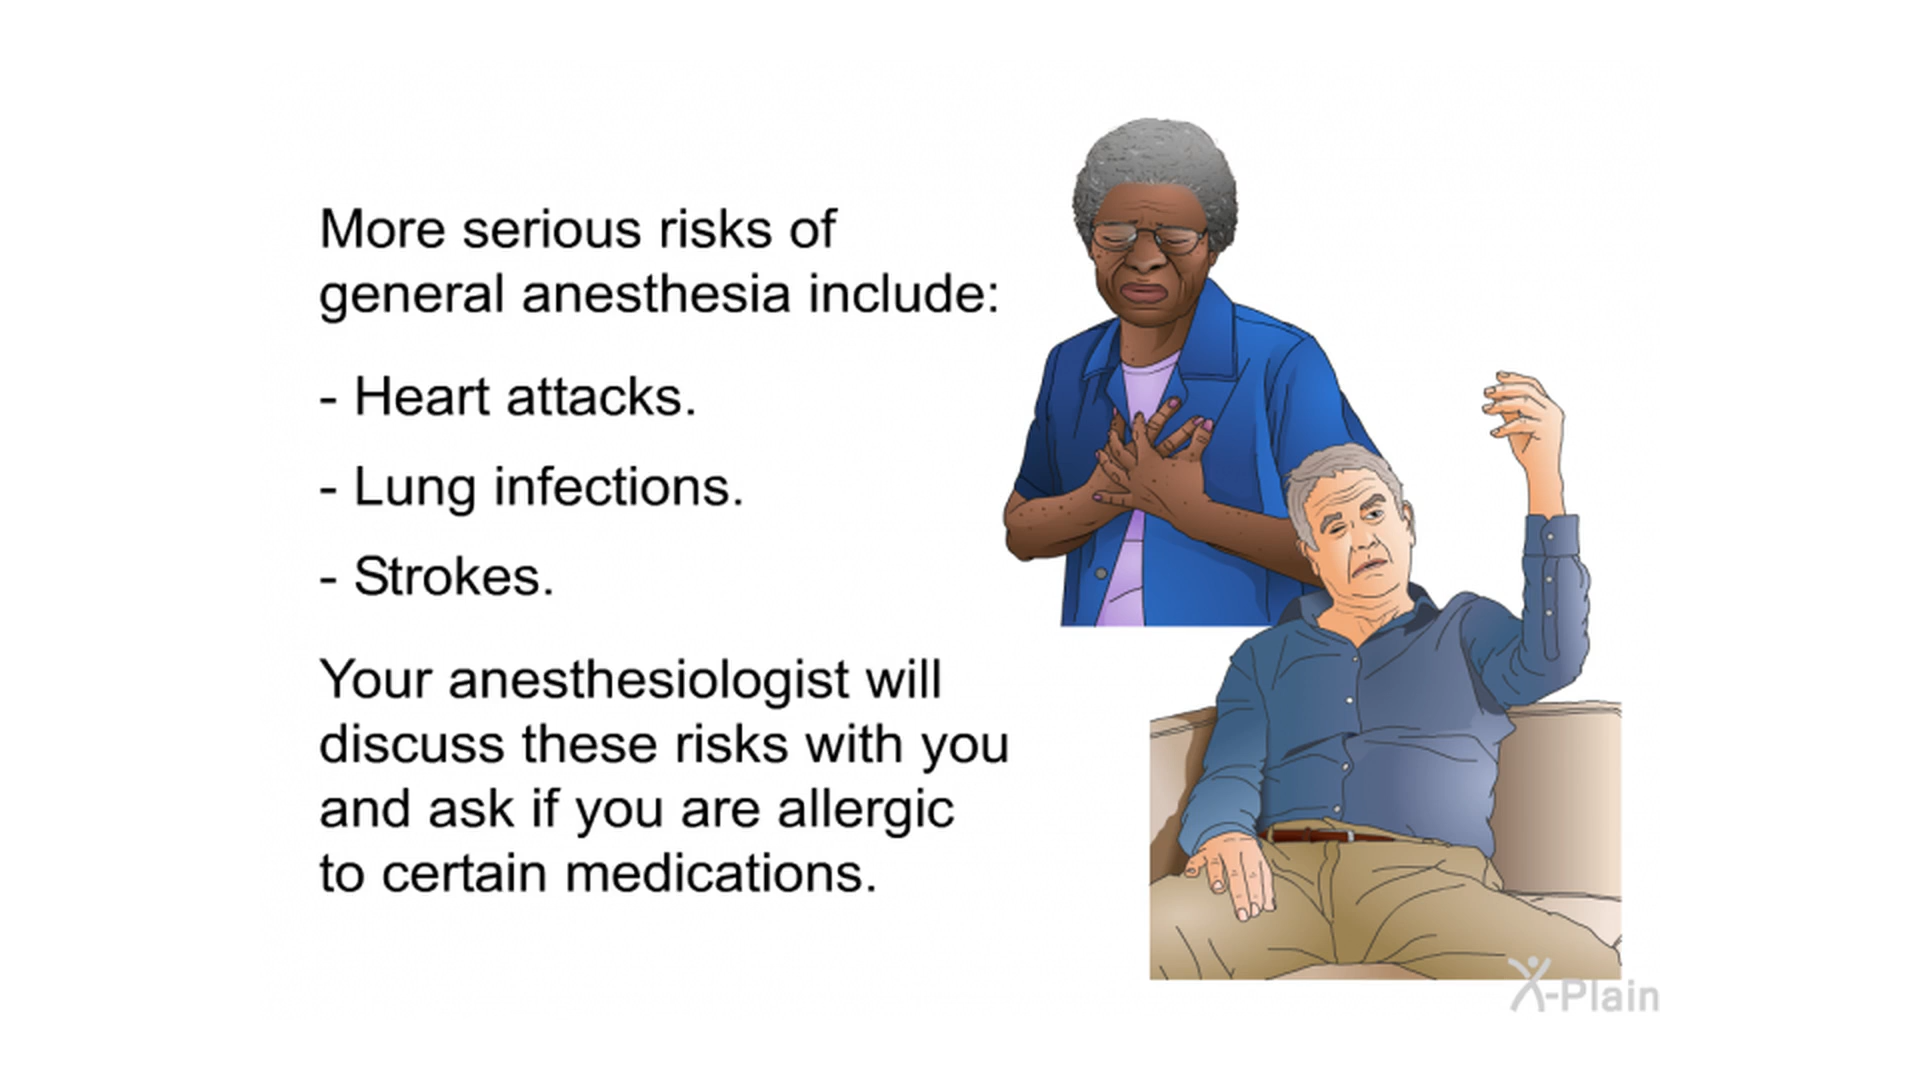 More serious risks of
general anesthesia include:
- Heart attacks.
- Lung infections.
- Strokes.
Your anesthesiologist will
discuss these risks with you
and ask if you are allergic
to certain medications.
X-Plain